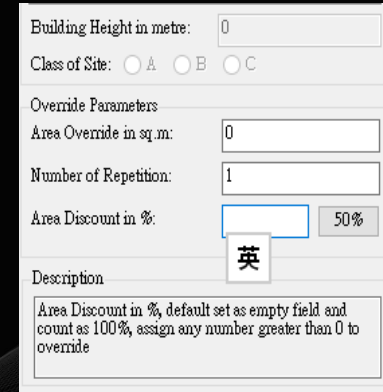 Building Height in metre: 0
Class of Site: A B C
Override Parameters
Area Override in sq.m: 0
Number of Repetition: 1
Area Discount in %: 50%
英
Description
Area Discount in %, default set as empty field and
count as 100%, assign any number greater than 0 to
override